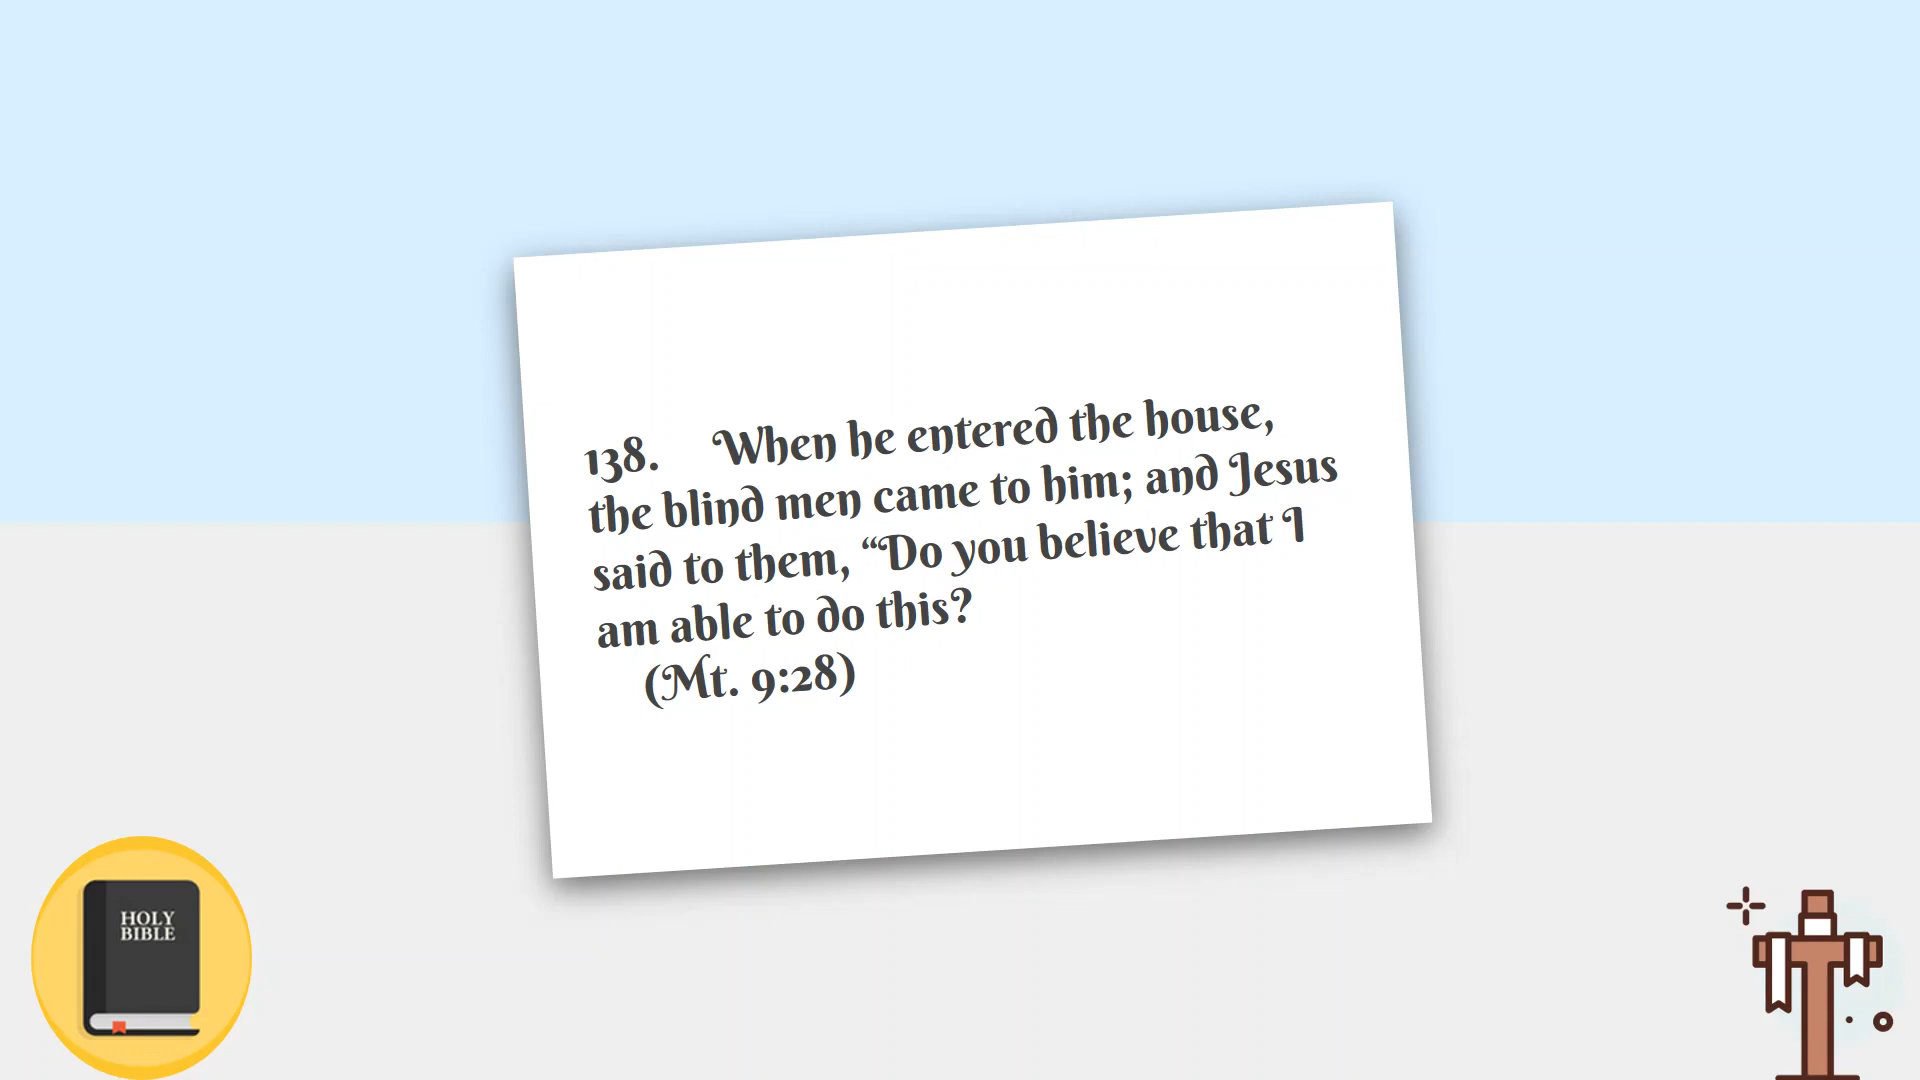 138. When he entered the house,
the blind men came to him; and Jesus
said to them, “Do you believe that I
am able to do this?
(Mt. 9:28)
HOLY
BIBLE